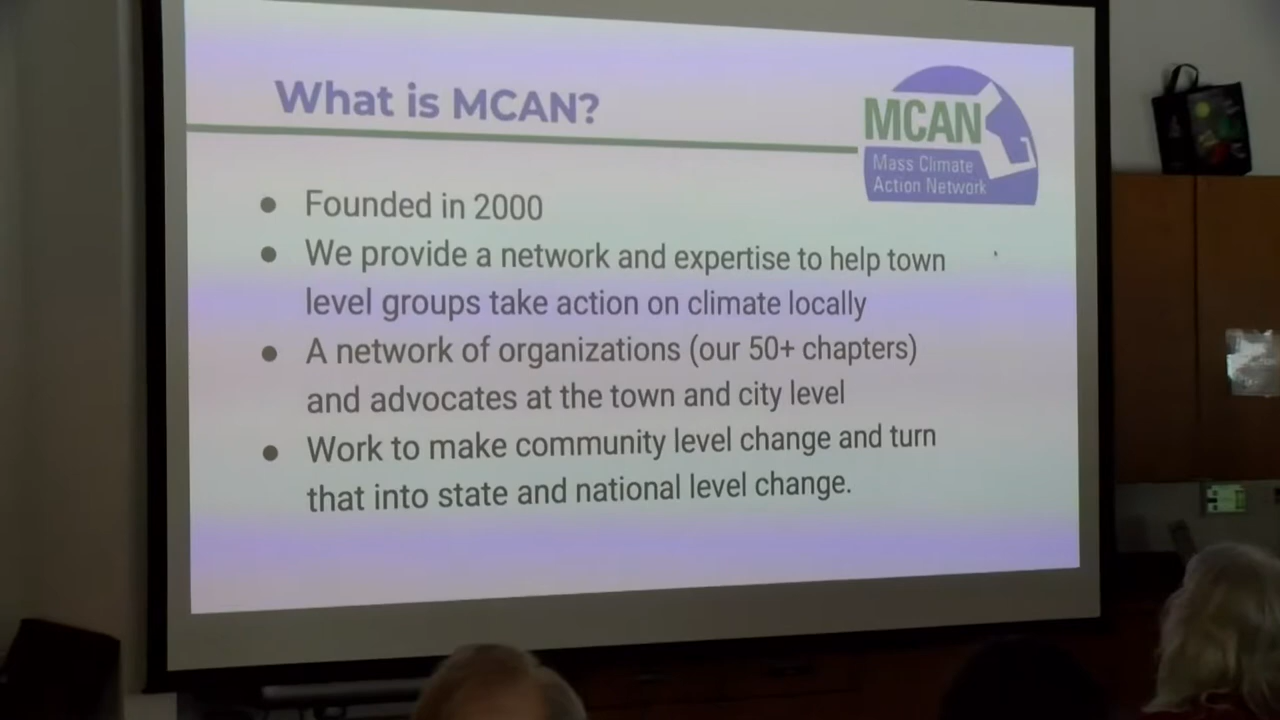 What is MCAN?
MCAN
Mass Climate
Action Network
● Founded in 2000
● We provide a network and expertise to help town
level groups take action on climate locally
● A network of organizations (our 50+ chapters)
and advocates at the town and city level
● Work to make community level change and turn
that into state and national level change.